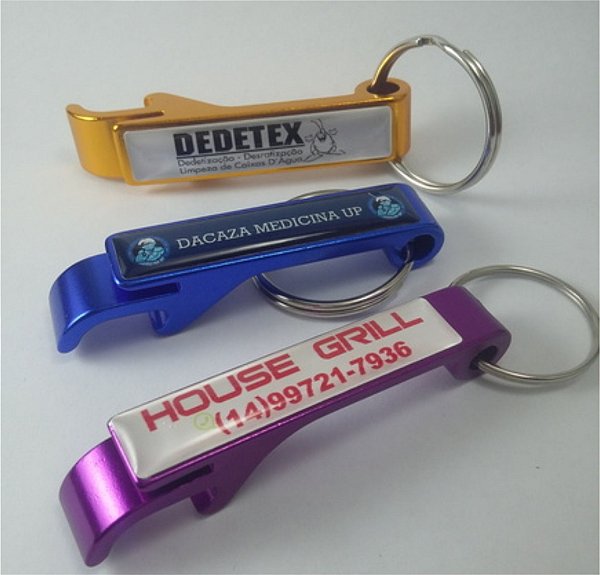 DEDETEX
Dedetização - Desratização
Limpeza de Caixas D'Água
DACAZA MEDICINA UP
HOUSE GRILL
(14)99721-7936